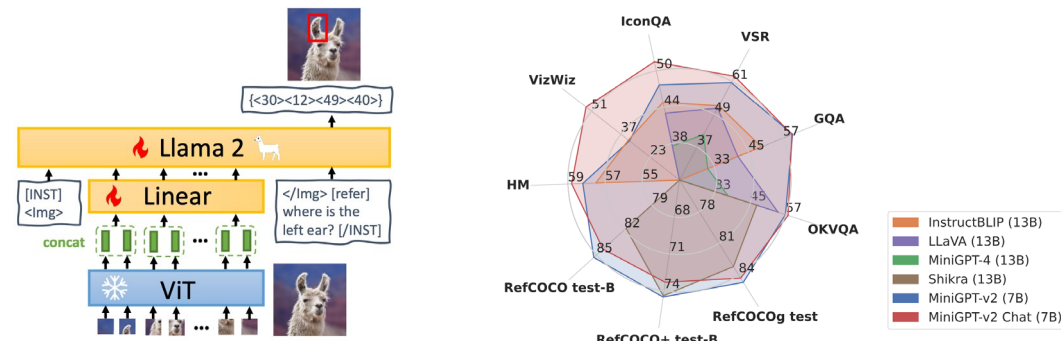 {<30><12><49><40>}
Llama 2
[INST]
<Img>
Linear
...
</Img> [refer]
where is the
left ear? [/INST]
concat
...
ViT
...
IconQA
VSR
GQA
OKVQA
RefCOCOg test
RefCOCO+ test-B
RefCOCO test-B
HM
VizWiz
38
44
50
37
49
61
33
45
57
33
45
57
78
81
84
68
71
74
79
82
85
55
57
59
23
37
51
InstructBLIP (13B)
LLaVA (13B)
MiniGPT-4 (13B)
Shikra (13B)
MiniGPT-v2 (7B)
MiniGPT-v2 Chat (7B)